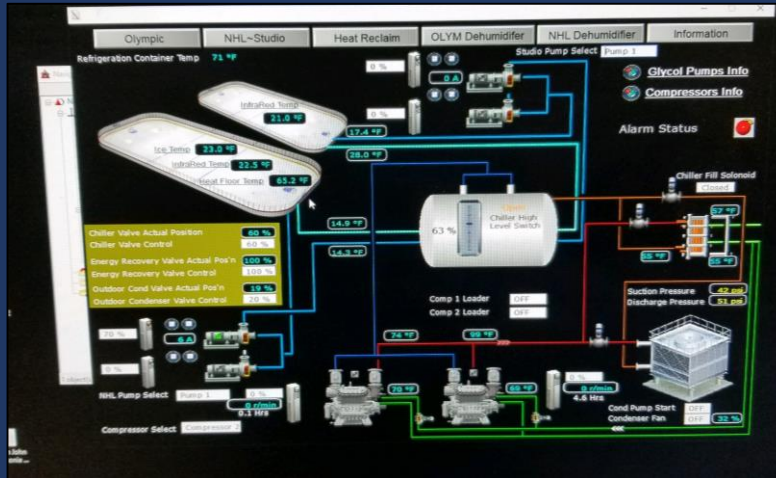 Olympic
NHL~Studio
Heat Reclaim
OLYM Dehumidifer
NHL Dehumidifier
Information
Refrigeration Container Temp 71 °F
Studio Pump Select Pump 1
0 %
0 A
0 %
Glycol Pumps Info
Compressors Info
Alarm Status
InfraRed Temp
21.0 °F
17.4 °F
28.0 °F
Ice Temp 23.0 °F
InfraRed Temp 22.5 °F
Heat Floor Temp 65.2 °F
Chiller Fill Solonoid
Closed
57 °F
55 °F
55 °F
14.9 °F
14.3 °F
63 %
Open
Chiller High
Level Switch
Chiller Valve Actual Position 60 %
Chiller Valve Control 60 %
Energy Recovery Valve Actual Pos'n 100 %
Energy Recovery Valve Control 100 %
Outdoor Cond Valve Actual Pos'n 19 %
Outdoor Condenser Valve Control 20 %
Suction Pressure 42 psi
Discharge Pressure 51 psi
Comp 1 Loader OFF
Comp 2 Loader OFF
70 %
6 A
0 %
74 °F
99 °F
70 °F
69 °F
NHL Pump Select Pump 1
0 %
0 r/min
0.1 Hrs
0 %
0 r/min
4.6 Hrs
Compressor Select Compressor 2
Cond Pump Start OFF
Condenser Fan OFF 32 %